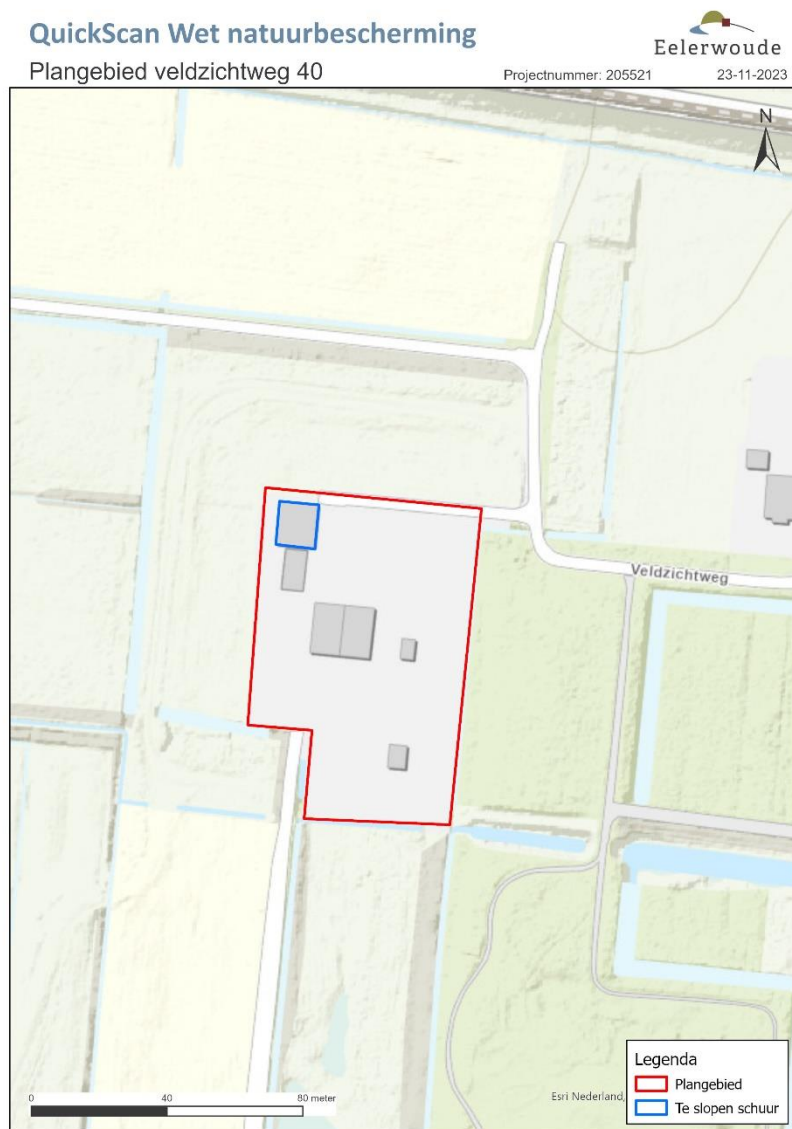 QuickScan Wet natuurbescherming
Eelerwoude
Plangebied veldzichtweg 40
Projectnummer: 205521
23-11-2023
N
Veldzichtweg
Legenda
Plangebied
Te slopen schuur
0 40 80 meter
Esri Nederland,